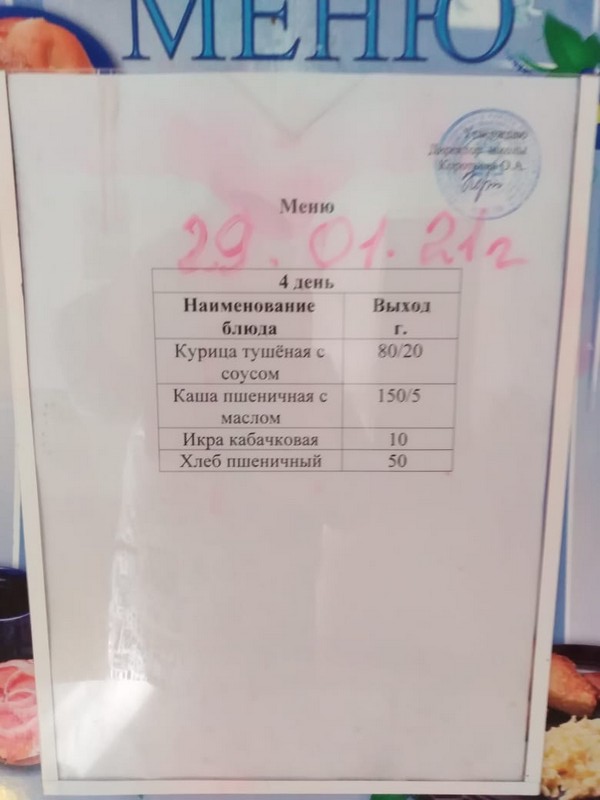 МЕНЮ
Утверждаю
Директор школы
О.А.
Меню
29.01.21г
4 день
Наименование блюда
Выход г.
Курица тушёная с соусом
80/20
Каша пшеничная с маслом
150/5
Икра кабачковая
10
Хлеб пшеничный
50